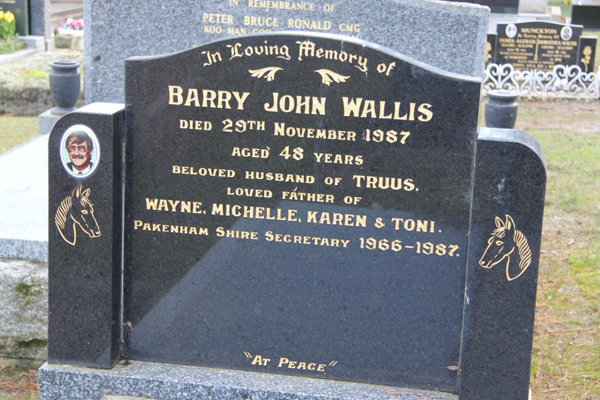 IN REMEMBRANCE OF
PETER BRUCE RONALD CMG
In Loving Memory of
BARRY JOHN WALLIS
DIED 29TH NOVEMBER 1987
AGED 48 YEARS
BELOVED HUSBAND OF TRUUS.
LOVED FATHER OF
WAYNE, MICHELLE, KAREN & TONI.
PAKENHAM SHIRE SECRETARY 1966-1987.
"AT PEACE"
MUNCKTON